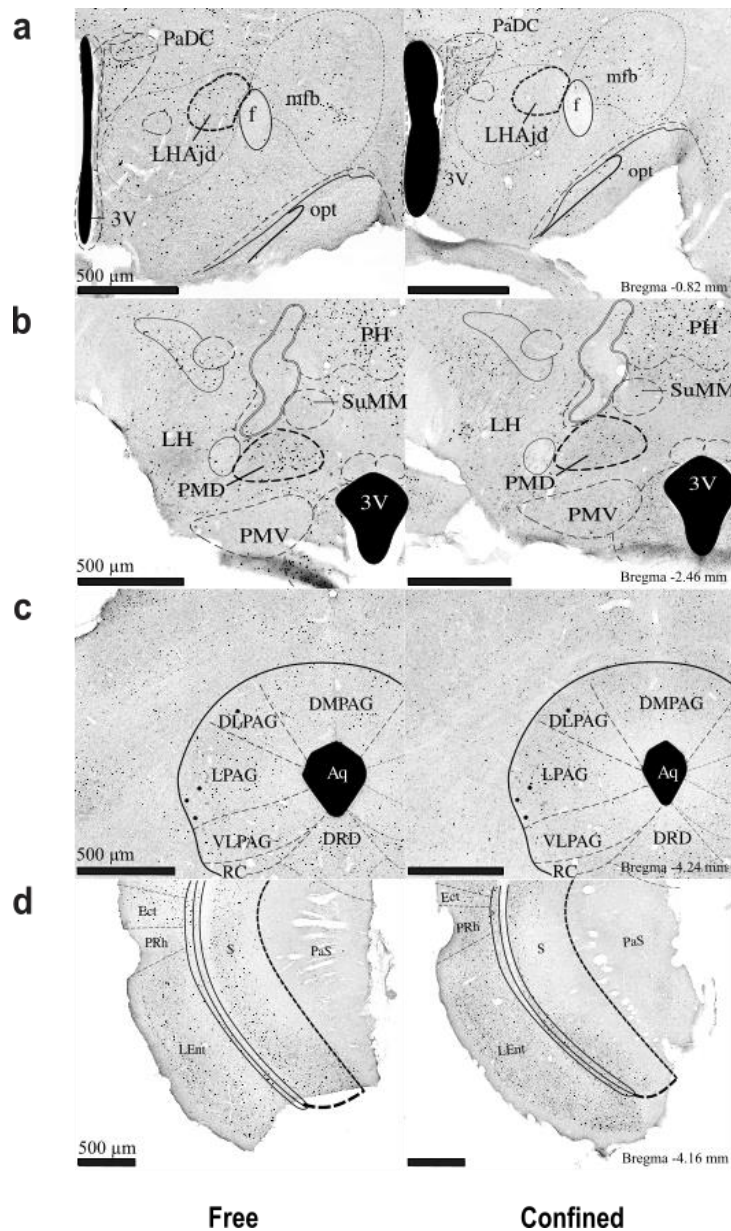 a
PaDC
mfb
f
LHAjd
3V
opt
500 µm
PaDC
mfb
f
LHAjd
3V
opt
Bregma -0.82 mm
b
PH
SuMM
LH
PMD
3V
PMV
500 µm
PH
SuMM
LH
PMD
3V
PMV
Bregma -2.46 mm
c
DMPAG
DLPAG
LPAG
Aq
VLPAG
DRD
500 µm
RC
DMPAG
DLPAG
LPAG
Aq
VLPAG
DRD
RC
Bregma -4.24 mm
d
Ect
PRh
S
PaS
LEnt
500 µm
Ect
PRh
S
PaS
LEnt
Bregma -4.16 mm
Free
Confined